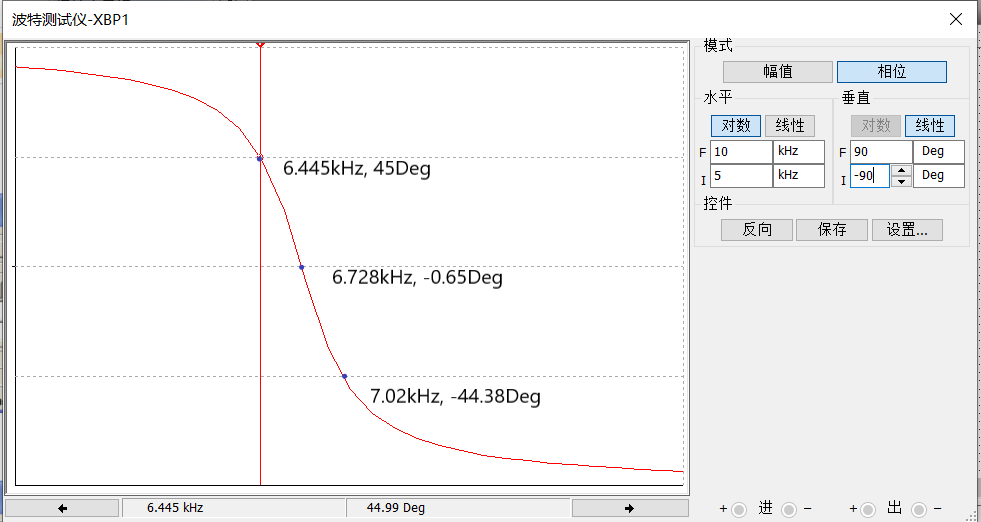 波特测试仪-XBP1
模式
幅值 相位
水平 垂直
对数 线性 对数 线性
F 10 kHz F 90 Deg
I 5 kHz I -90 Deg
控件
反向 保存 设置...
6.445kHz, 45Deg
6.728kHz, -0.65Deg
7.02kHz, -44.38Deg
6.445 kHz 44.99 Deg
+ 进 − + 出 −